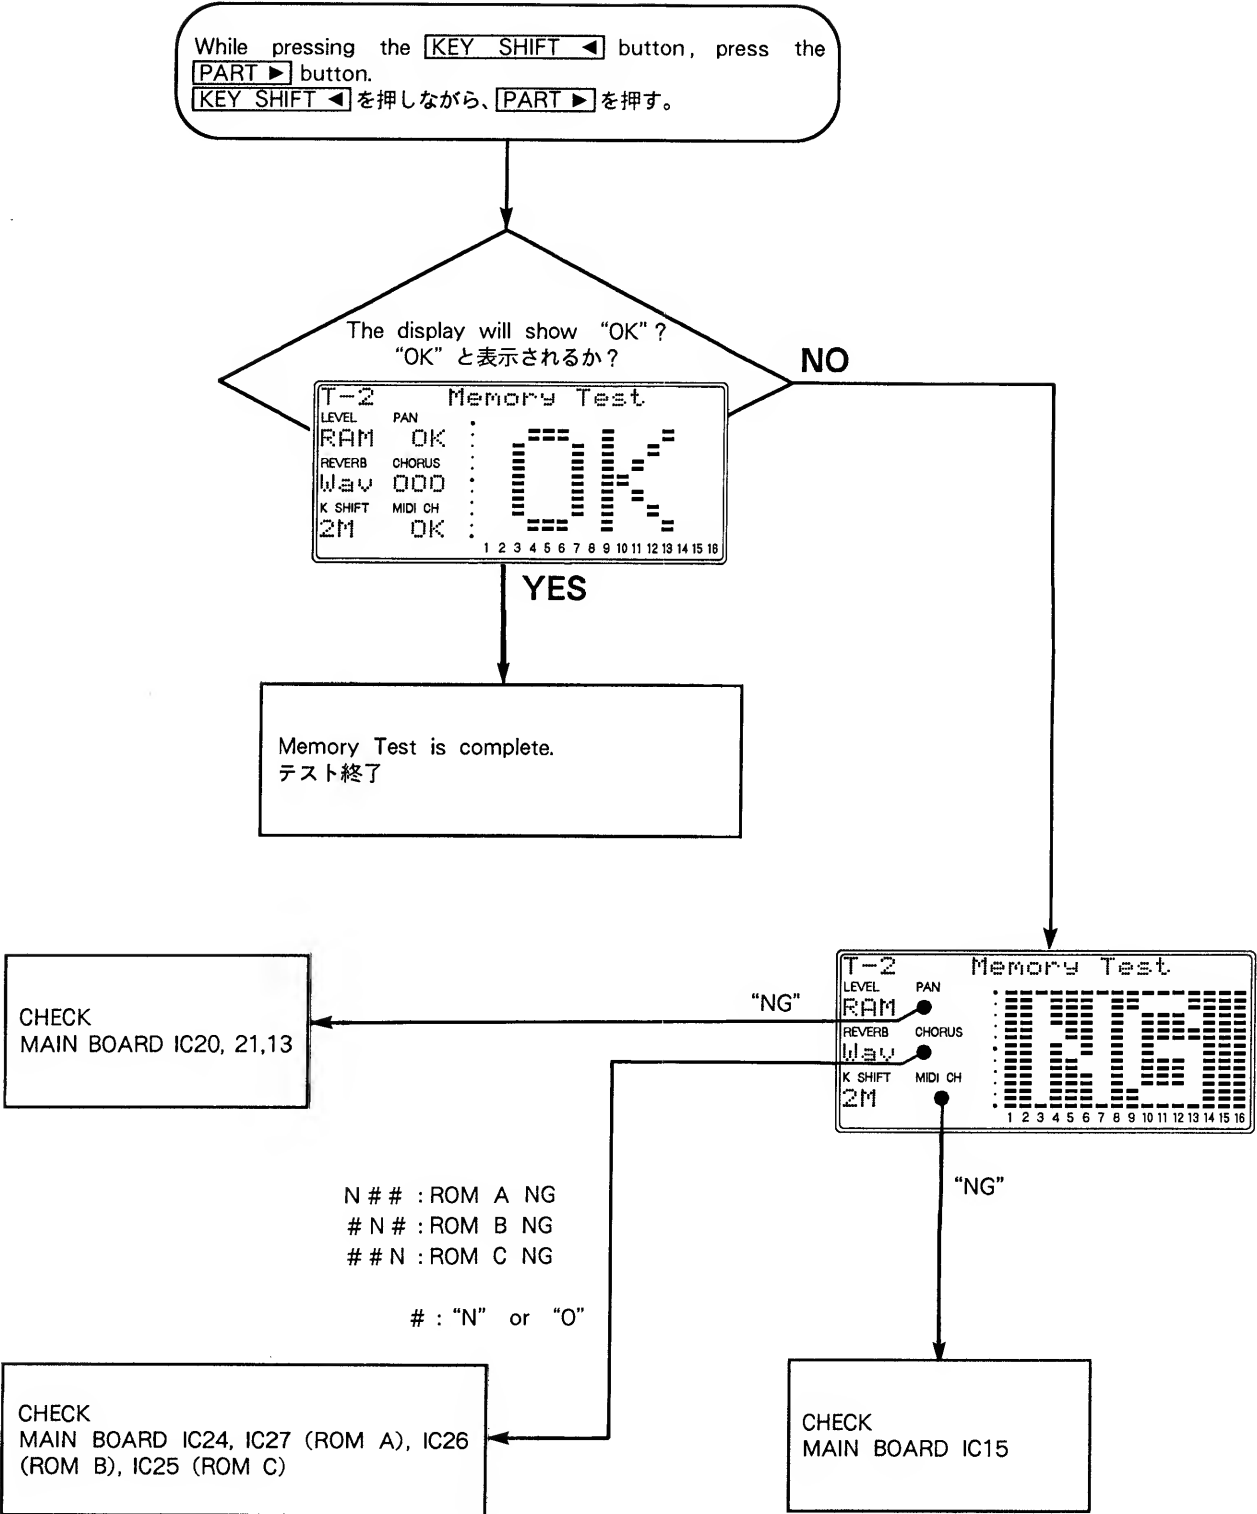 While pressing the KEY SHIFT ◀ button, press the
PART ▶ button.
KEY SHIFT ◀ を押しながら、 PART ▶ を押す。
The display will show “OK”?
“OK” と表示されるか？
NO
T-2 Memory Test
LEVEL PAN
RAM OK
REVERB CHORUS
Wav OOO
K SHIFT MIDI CH
2M OK
OK
1 2 3 4 5 6 7 8 9 10 11 12 13 14 15 16
YES
Memory Test is complete.
テスト終了
T-2 Memory Test
LEVEL PAN
RAM
REVERB CHORUS
Wav
K SHIFT MIDI CH
2M
NG
1 2 3 4 5 6 7 8 9 10 11 12 13 14 15 16
“NG”
CHECK
MAIN BOARD IC20, 21,13
N # # : ROM A NG
# N # : ROM B NG
# # N : ROM C NG
# : “N” or “O”
“NG”
CHECK
MAIN BOARD IC24, IC27 (ROM A), IC26
(ROM B), IC25 (ROM C)
CHECK
MAIN BOARD IC15